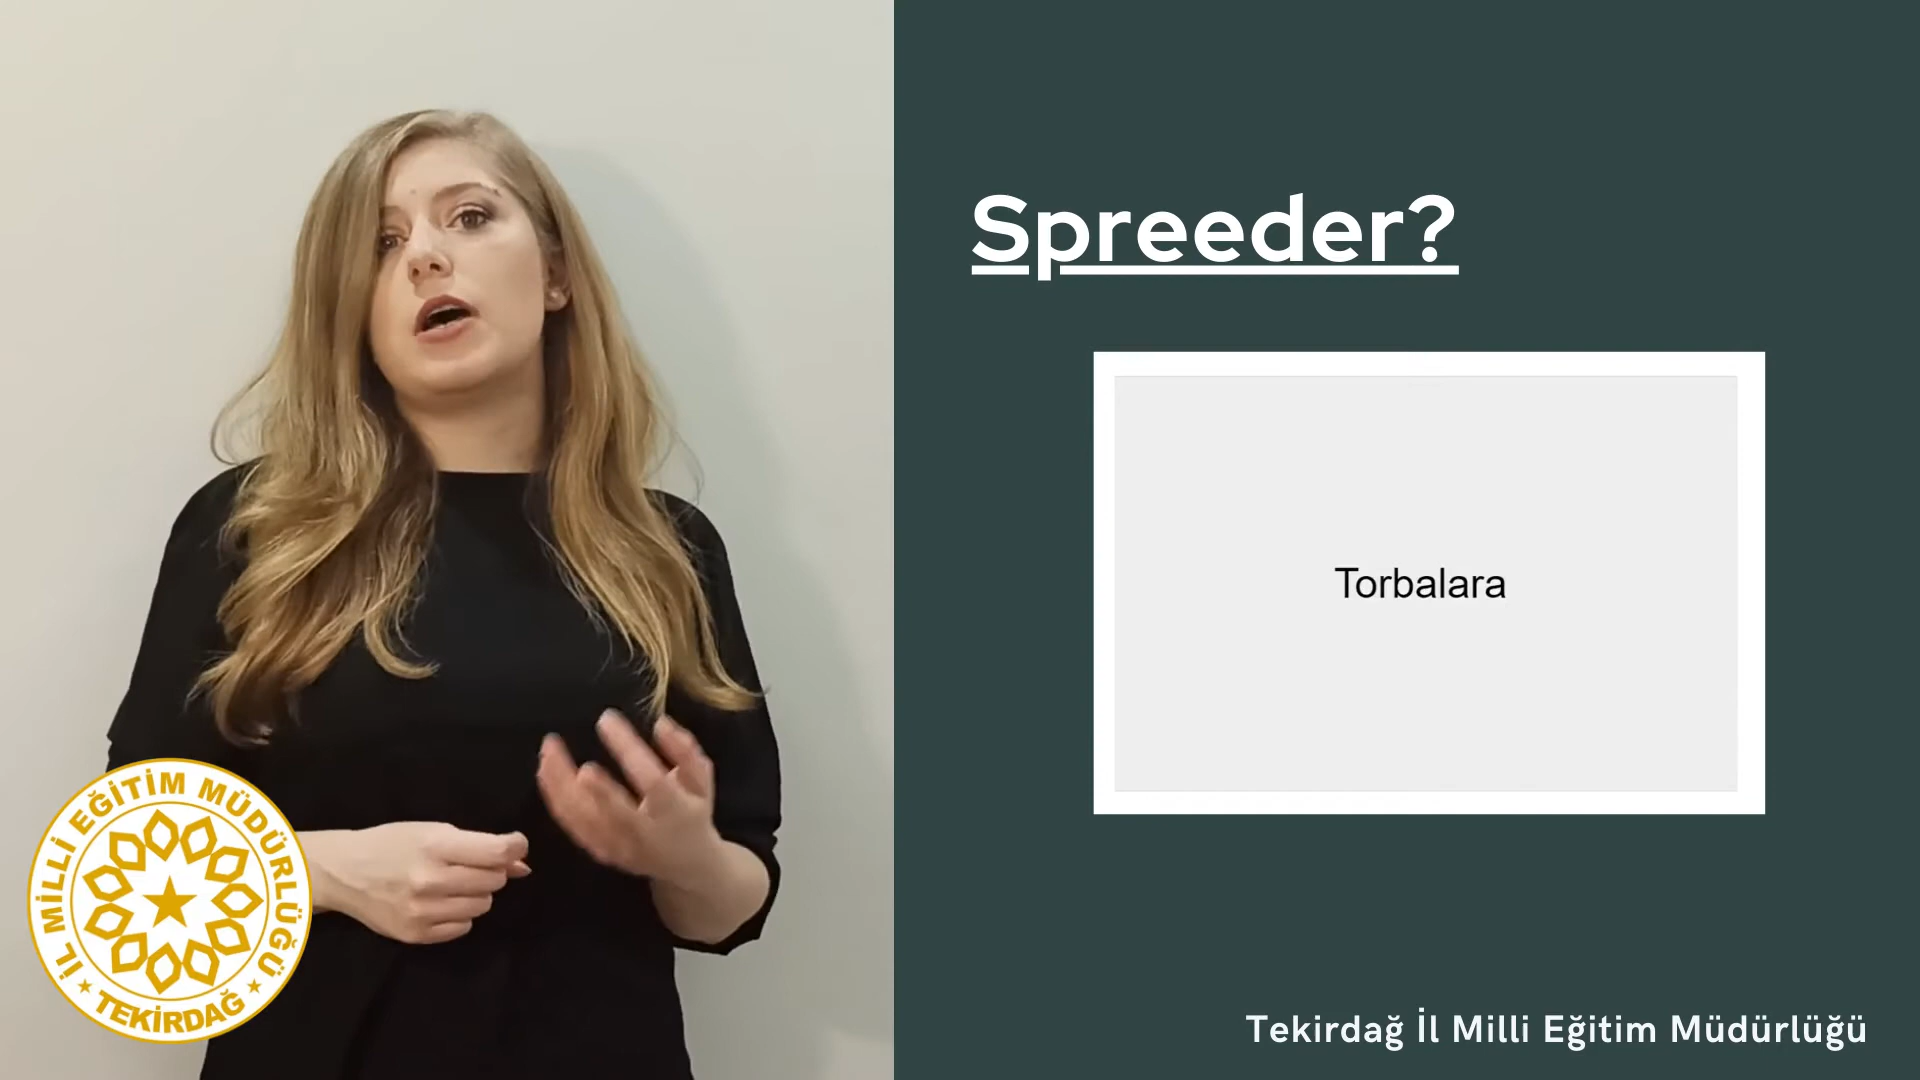 Spreeder?
Torbalara
İL MİLLİ EĞİTİM MÜDÜRLÜĞÜ
TEKİRDAĞ
Tekirdağ İl Milli Eğitim Müdürlüğü